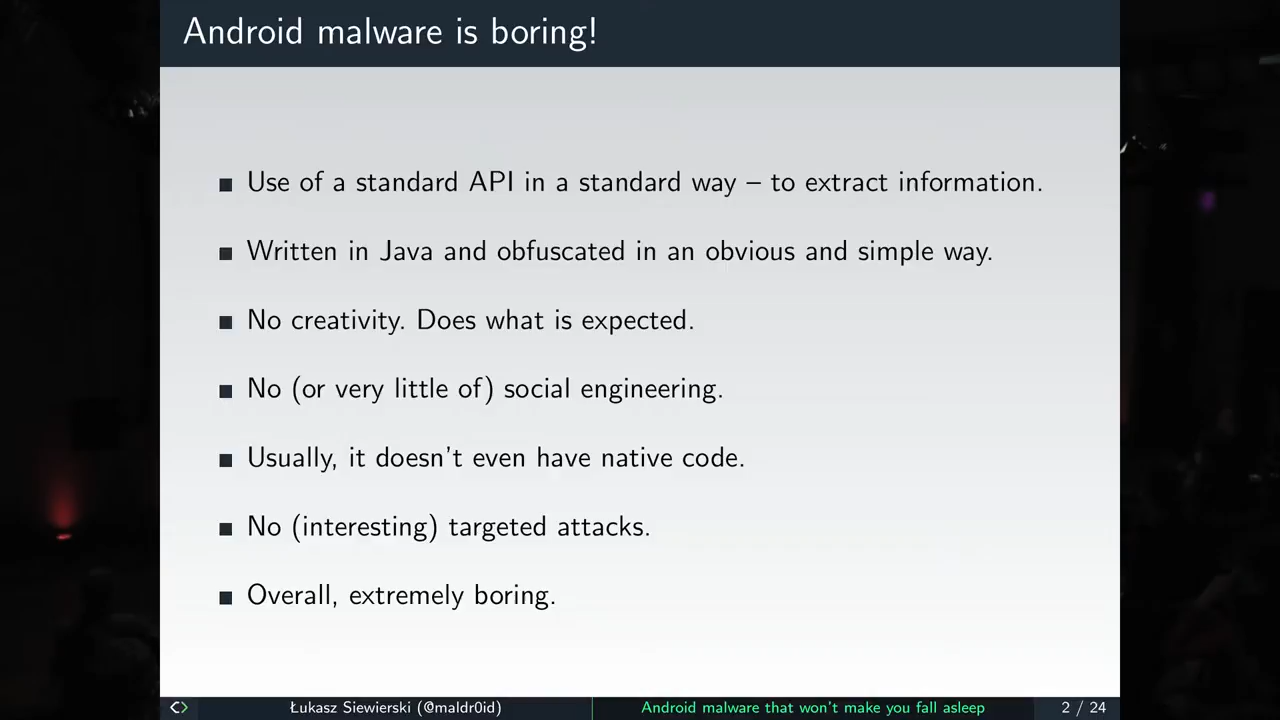 Android malware is boring!
Use of a standard API in a standard way – to extract information.
Written in Java and obfuscated in an obvious and simple way.
No creativity. Does what is expected.
No (or very little of) social engineering.
Usually, it doesn't even have native code.
No (interesting) targeted attacks.
Overall, extremely boring.
Łukasz Siewierski (@maldr0id)
Android malware that won't make you fall asleep
2 / 24